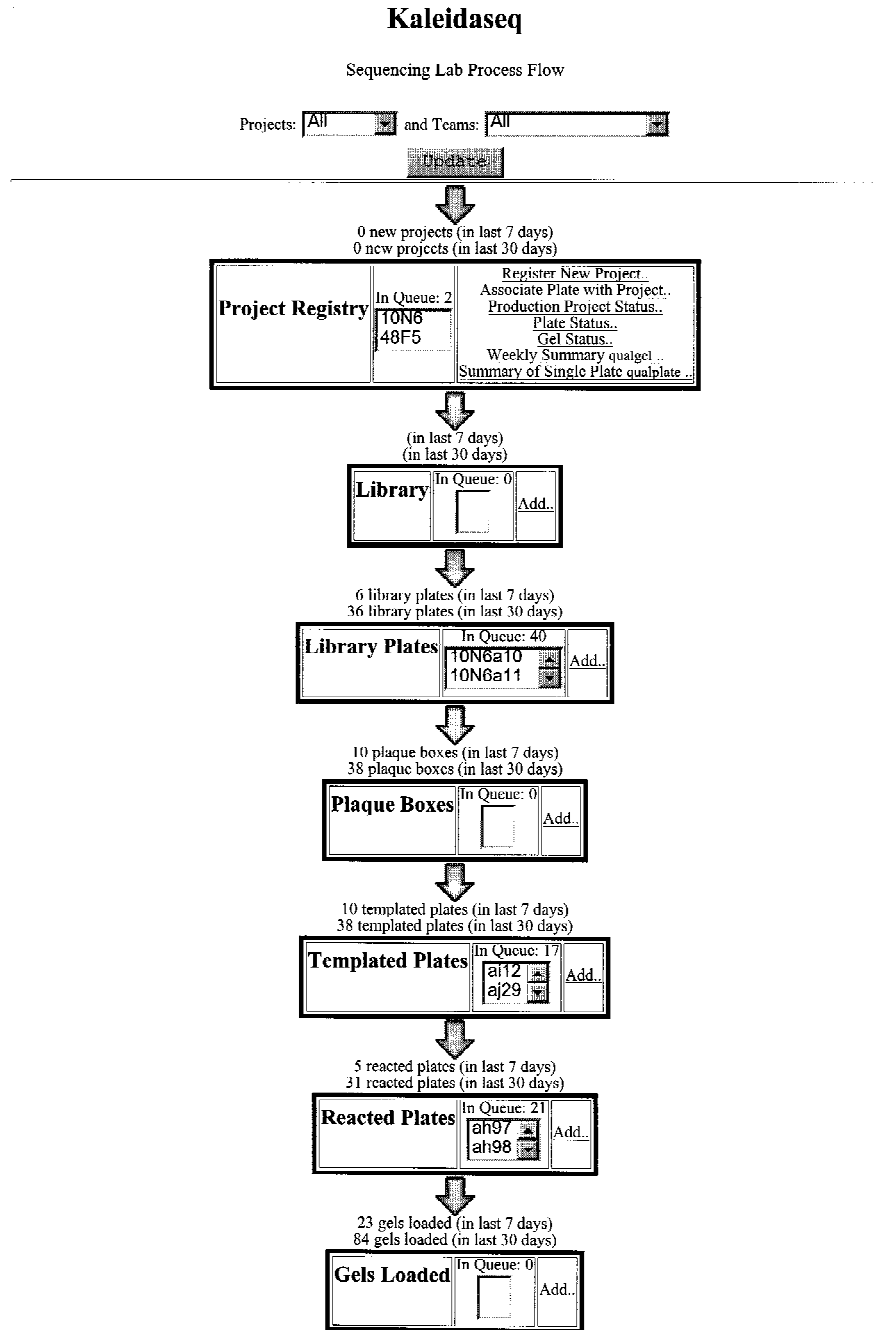 Kaleidaseq
Sequencing Lab Process Flow
Projects: All and Teams: All
Update
0 new projects (in last 7 days)
0 new projects (in last 30 days)
Project Registry
In Queue: 2
10N6
48F5
Register New Project..
Associate Plate with Project..
Production Project Status..
Plate Status..
Gel Status..
Weekly Summary qualgel ..
Summary of Single Plate qualplate ..
(in last 7 days)
(in last 30 days)
Library
In Queue: 0
Add..
6 library plates (in last 7 days)
36 library plates (in last 30 days)
Library Plates
In Queue: 40
10N6a10
10N6a11
Add..
10 plaque boxes (in last 7 days)
38 plaque boxes (in last 30 days)
Plaque Boxes
In Queue: 0
Add..
10 templated plates (in last 7 days)
38 templated plates (in last 30 days)
Templated Plates
In Queue: 17
ai12
aj29
Add..
5 reacted plates (in last 7 days)
31 reacted plates (in last 30 days)
Reacted Plates
In Queue: 21
ah97
ah98
Add..
23 gels loaded (in last 7 days)
84 gels loaded (in last 30 days)
Gels Loaded
In Queue: 0
Add..